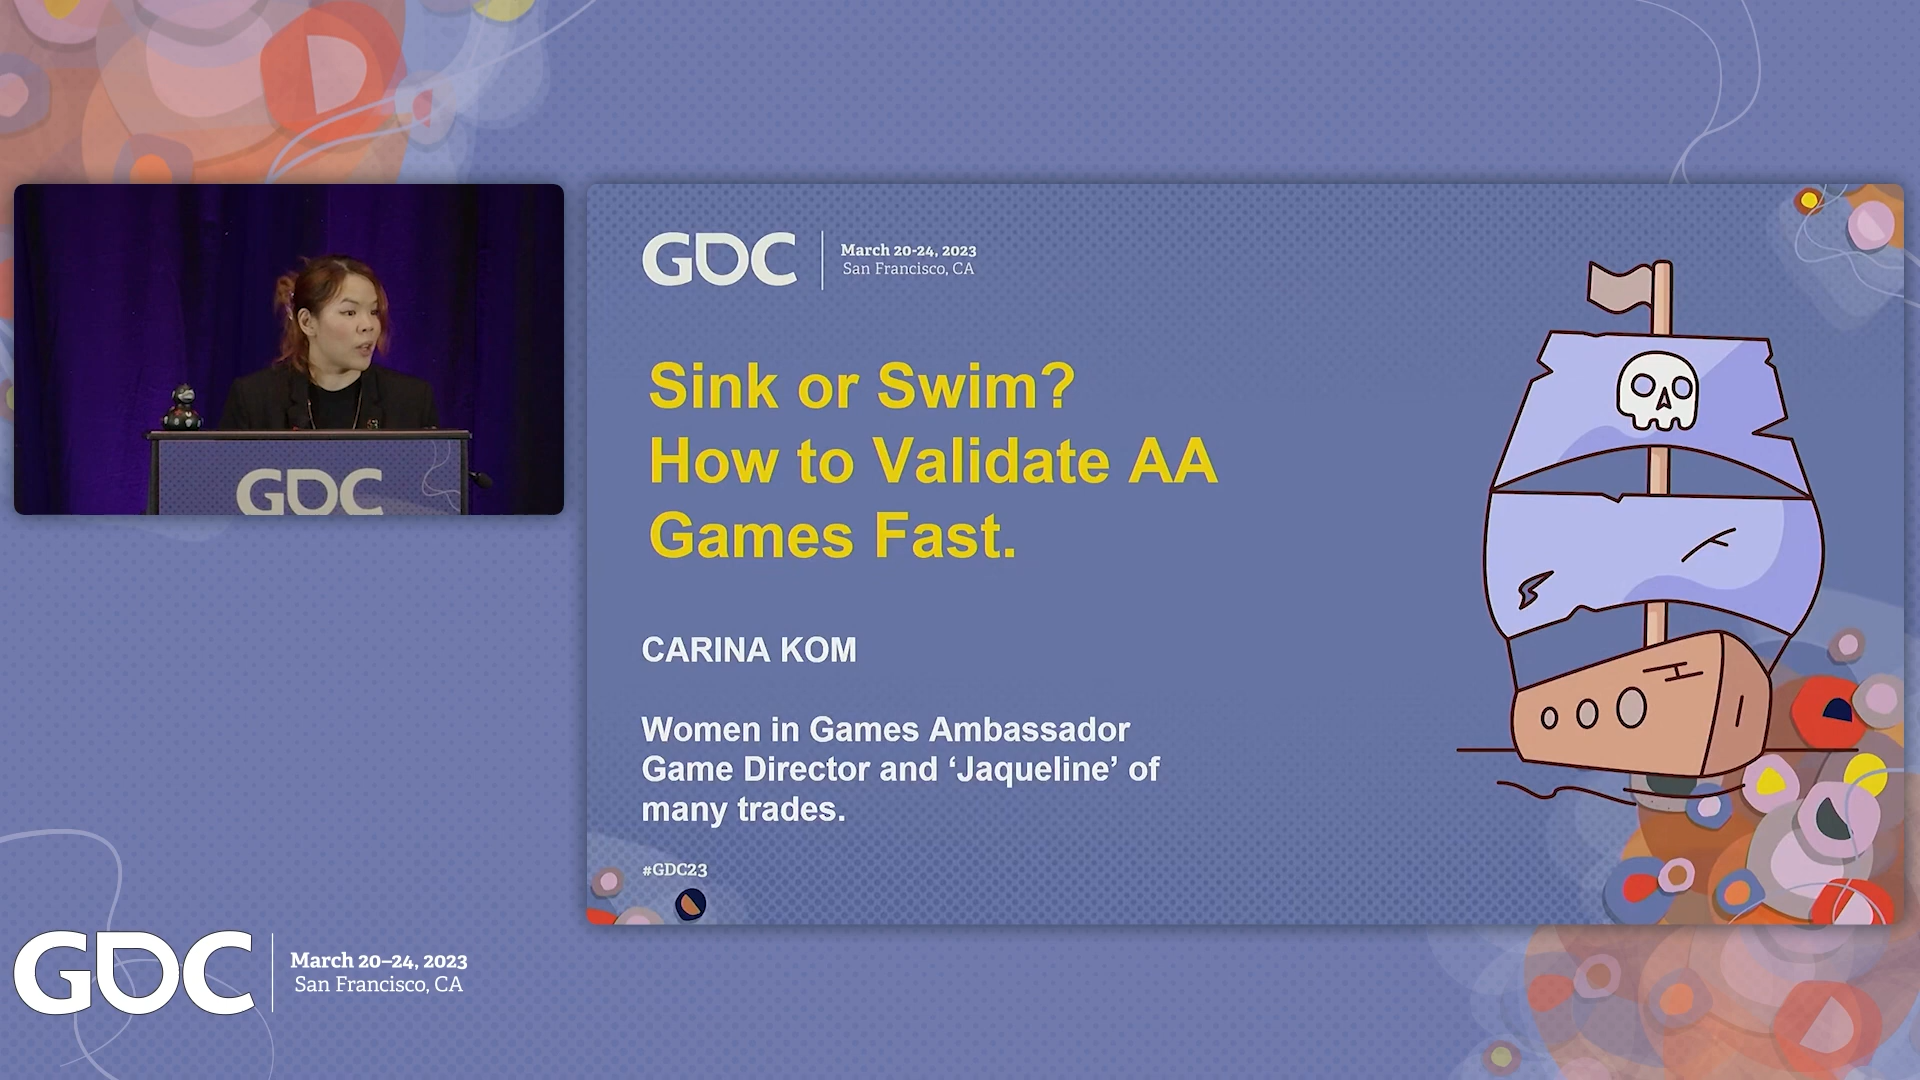 GDC
GDC
March 20-24, 2023
San Francisco, CA
Sink or Swim?
How to Validate AA
Games Fast.
CARINA KOM
Women in Games Ambassador
Game Director and ‘Jaqueline’ of
many trades.
#GDC23
GDC
March 20–24, 2023
San Francisco, CA